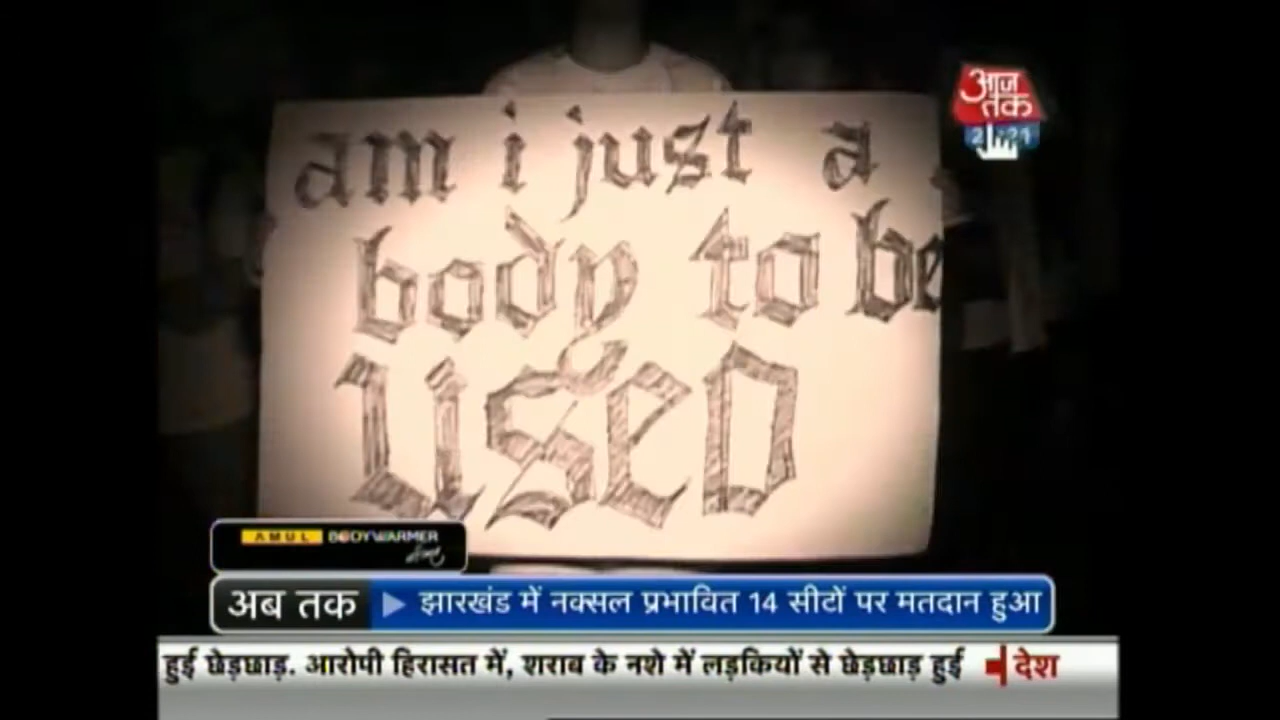 am i just a
body to be
used
आज
तक
AMUL BODYWARMER
अब तक
झारखंड में नक्सल प्रभावित 14 सीटों पर मतदान हुआ
हुई छेड़छाड़. आरोपी हिरासत में, शराब के नशे में लड़कियों से छेड़छाड़ हुई
देश